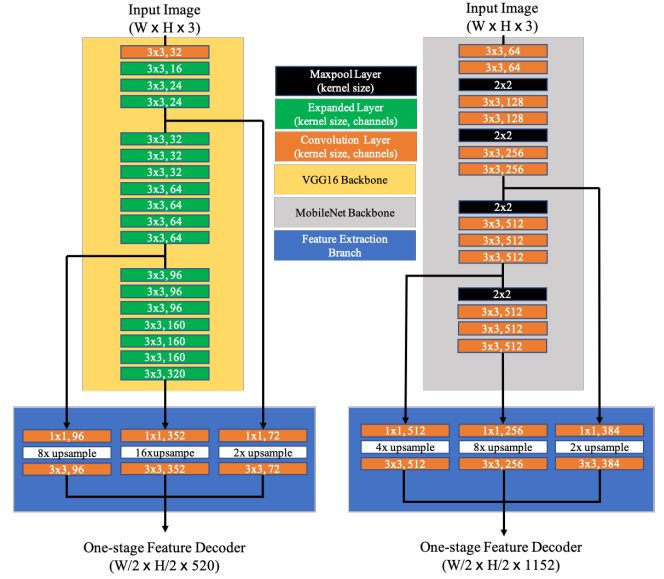 Input Image
(W x H x 3)
3x3, 32
3x3, 16
3x3, 24
3x3, 24
3x3, 32
3x3, 32
3x3, 32
3x3, 64
3x3, 64
3x3, 64
3x3, 64
3x3, 96
3x3, 96
3x3, 96
3x3, 160
3x3, 160
3x3, 160
3x3, 320
1x1, 96
8x upsample
3x3, 96
1x1, 352
16xupsampe
3x3, 352
1x1, 72
2x upsample
3x3, 72
One-stage Feature Decoder
(W/2 x H/2 x 520)
Maxpool Layer
(kernel size)
Expanded Layer
(kernel size, channels)
Convolution Layer
(kernel size, channels)
VGG16 Backbone
MobileNet Backbone
Feature Extraction
Branch
Input Image
(W x H x 3)
3x3, 64
3x3, 64
2x2
3x3, 128
3x3, 128
2x2
3x3, 256
3x3, 256
2x2
3x3, 512
3x3, 512
3x3, 512
2x2
3x3, 512
3x3, 512
3x3, 512
1x1, 512
4x upsample
3x3, 512
1x1, 256
8x upsample
3x3, 256
1x1, 384
2x upsample
3x3, 384
One-stage Feature Decoder
(W/2 x H/2 x 1152)